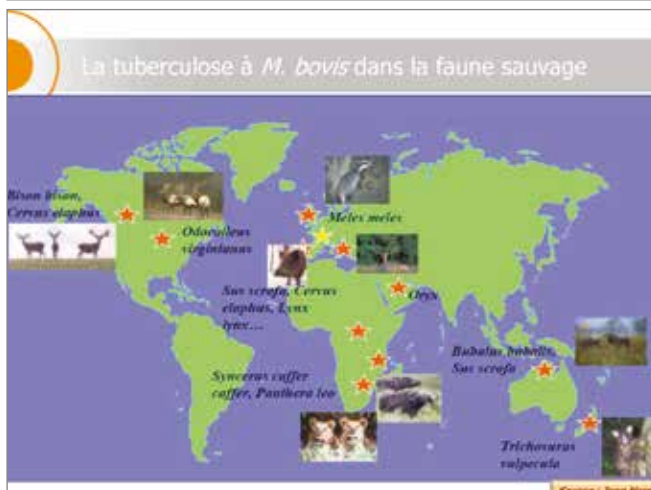 La tuberculose à M. bovis dans la faune sauvage
Bison bison,
Cervus elaphus
Odocoileus
virginianus
Meles meles
Sus scrofa, Cervus
elaphus, Lynx
lynx...
Oryx
Syncerus caffer
caffer, Panthera leo
Bubalus bubalis,
Sus scrofa
Trichosurus
vulpecula